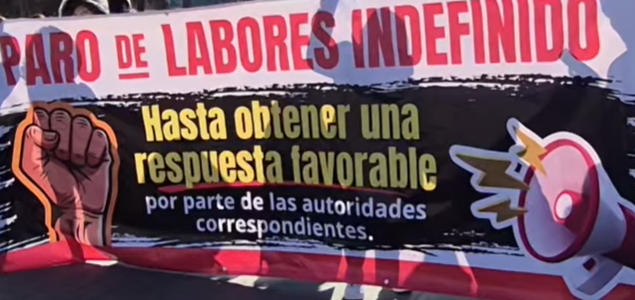 PARO DE LABORES INDEFINIDO
Hasta obtener una
respuesta favorable
por parte de las autoridades
correspondientes.